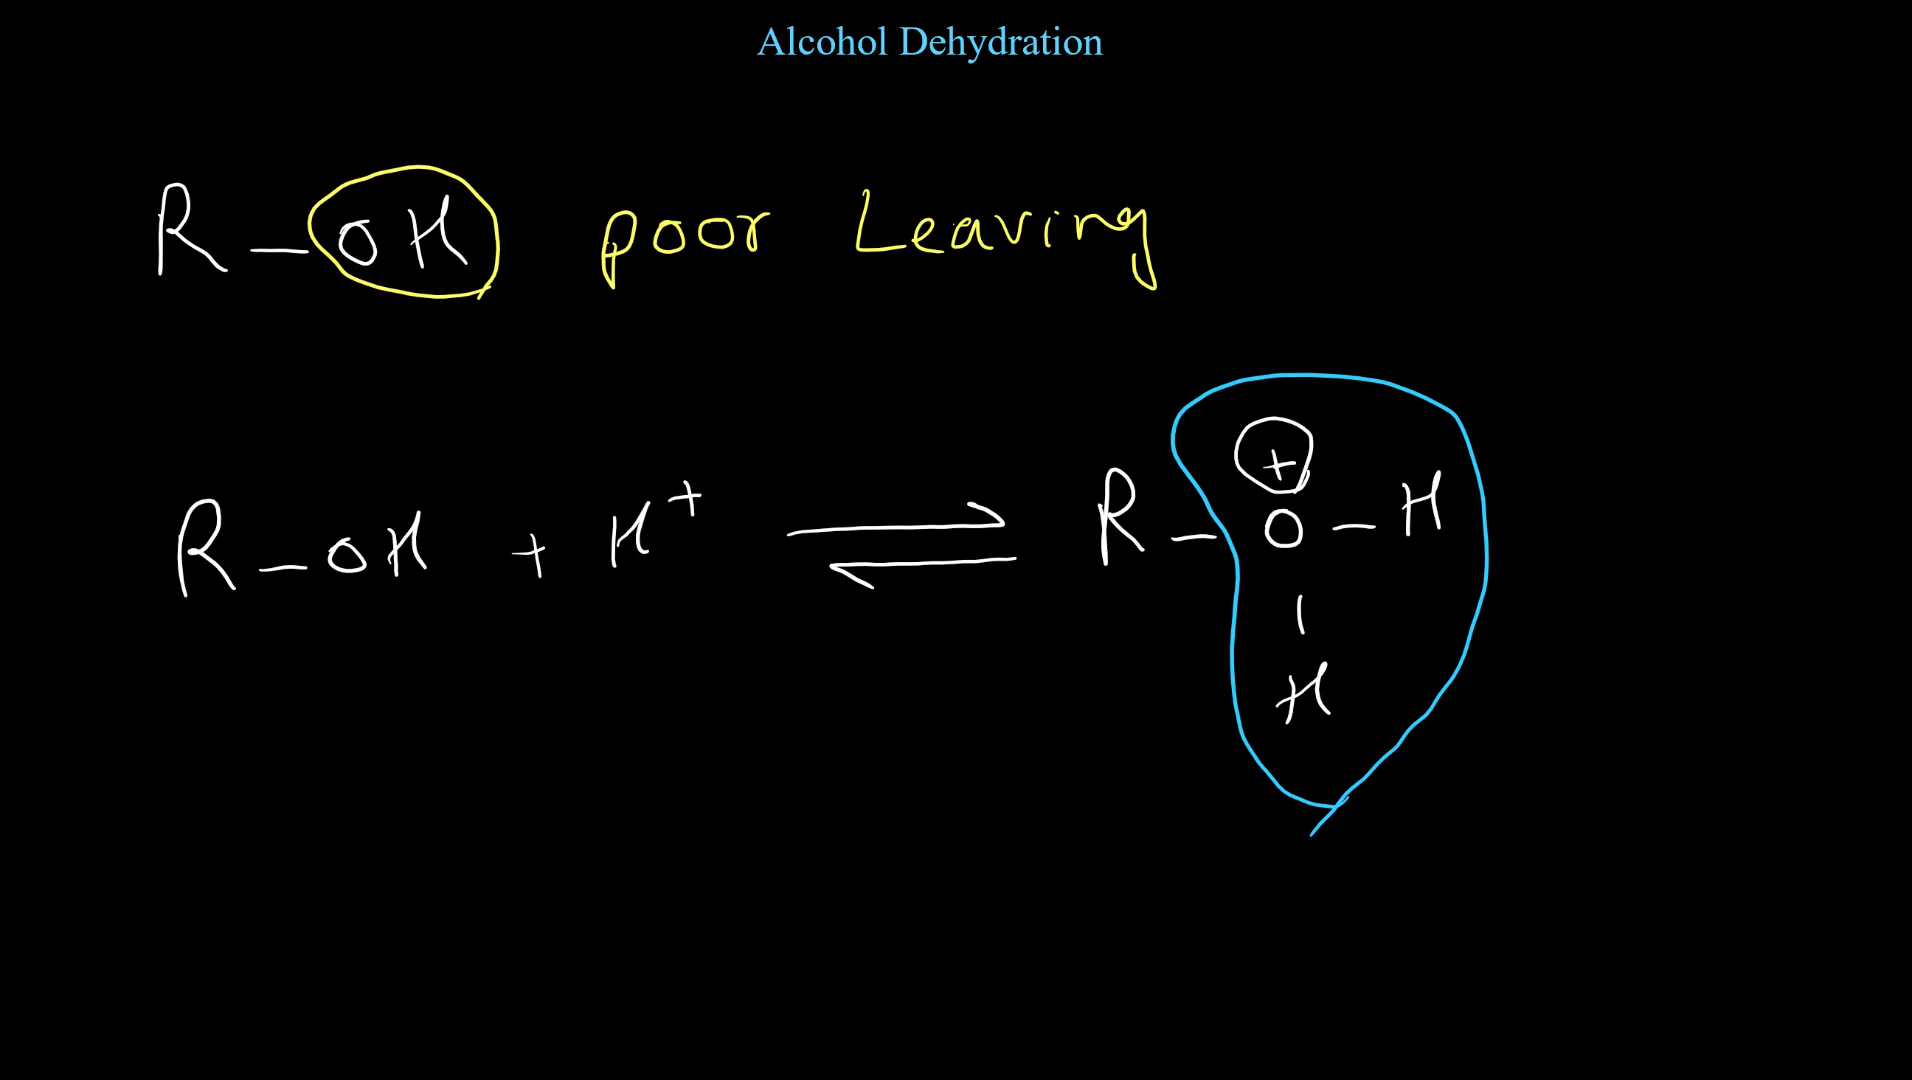 Alcohol Dehydration
R-OH poor Leaving
⊕
R-OH + H⁺ ⇌ R-O-H
|
H